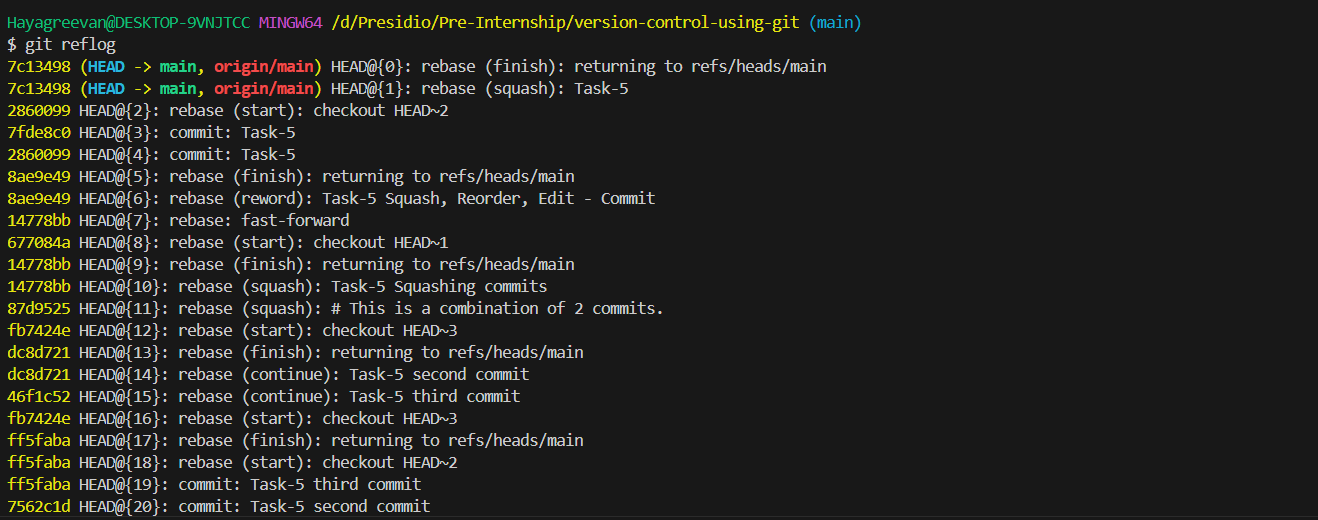 Hayagreevan@DESKTOP-9VNJTCC MINGW64 /d/Presidio/Pre-Internship/version-control-using-git (main)
$ git reflog
7c13498 (HEAD -> main, origin/main) HEAD@{0}: rebase (finish): returning to refs/heads/main
7c13498 (HEAD -> main, origin/main) HEAD@{1}: rebase (squash): Task-5
2860099 HEAD@{2}: rebase (start): checkout HEAD~2
7fde8c0 HEAD@{3}: commit: Task-5
2860099 HEAD@{4}: commit: Task-5
8ae9e49 HEAD@{5}: rebase (finish): returning to refs/heads/main
8ae9e49 HEAD@{6}: rebase (reword): Task-5 Squash, Reorder, Edit - Commit
14778bb HEAD@{7}: rebase: fast-forward
677084a HEAD@{8}: rebase (start): checkout HEAD~1
14778bb HEAD@{9}: rebase (finish): returning to refs/heads/main
14778bb HEAD@{10}: rebase (squash): Task-5 Squashing commits
87d9525 HEAD@{11}: rebase (squash): # This is a combination of 2 commits.
fb7424e HEAD@{12}: rebase (start): checkout HEAD~3
dc8d721 HEAD@{13}: rebase (finish): returning to refs/heads/main
dc8d721 HEAD@{14}: rebase (continue): Task-5 second commit
46f1c52 HEAD@{15}: rebase (continue): Task-5 third commit
fb7424e HEAD@{16}: rebase (start): checkout HEAD~3
ff5faba HEAD@{17}: rebase (finish): returning to refs/heads/main
ff5faba HEAD@{18}: rebase (start): checkout HEAD~2
ff5faba HEAD@{19}: commit: Task-5 third commit
7562c1d HEAD@{20}: commit: Task-5 second commit